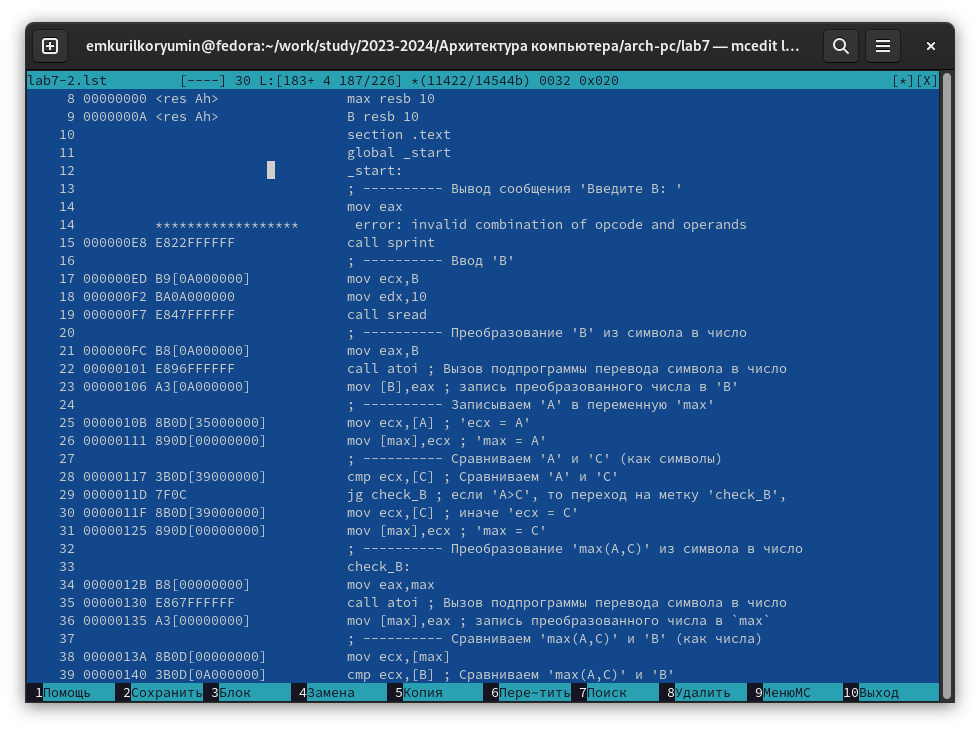 emkurilkoryumin@fedora:~/work/study/2023-2024/Архитектура компьютера/arch-pc/lab7 — mcedit l...
lab7-2.lst [----] 30 L:[183+ 4 187/226] *(11422/14544b) 0032 0x020 [*][X]
8 00000000 <res Ah> max resb 10
9 0000000A <res Ah> B resb 10
10 section .text
11 global _start
12 _start:
13 ; ---------- Вывод сообщения 'Введите B: '
14 mov eax
14 ****************** error: invalid combination of opcode and operands
15 000000E8 E822FFFFFF call sprint
16 ; ---------- Ввод 'B'
17 000000ED B9[0A000000] mov ecx,B
18 000000F2 BA0A000000 mov edx,10
19 000000F7 E847FFFFFF call sread
20 ; ---------- Преобразование 'B' из символа в число
21 000000FC B8[0A000000] mov eax,B
22 00000101 E896FFFFFF call atoi ; Вызов подпрограммы перевода символа в число
23 00000106 A3[0A000000] mov [B],eax ; запись преобразованного числа в 'B'
24 ; ---------- Записываем 'A' в переменную 'max'
25 0000010B 8B0D[35000000] mov ecx,[A] ; 'ecx = A'
26 00000111 890D[00000000] mov [max],ecx ; 'max = A'
27 ; ---------- Сравниваем 'A' и 'C' (как символы)
28 00000117 3B0D[39000000] cmp ecx,[C] ; Сравниваем 'A' и 'C'
29 0000011D 7F0C jg check_B ; если 'A>C', то переход на метку 'check_B',
30 0000011F 8B0D[39000000] mov ecx,[C] ; иначе 'ecx = C'
31 00000125 890D[00000000] mov [max],ecx ; 'max = C'
32 ; ---------- Преобразование 'max(A,C)' из символа в число
33 check_B:
34 0000012B B8[00000000] mov eax,max
35 00000130 E867FFFFFF call atoi ; Вызов подпрограммы перевода символа в число
36 00000135 A3[00000000] mov [max],eax ; запись преобразованного числа в `max`
37 ; ---------- Сравниваем 'max(A,C)' и 'B' (как числа)
38 0000013A 8B0D[00000000] mov ecx,[max]
39 00000140 3B0D[0A000000] cmp ecx,[B] ; Сравниваем 'max(A,C)' и 'B'
1Помощь 2Сохранить 3Блок 4Замена 5Копия 6Пере~тить 7Поиск 8Удалить 9МенюMC 10Выход